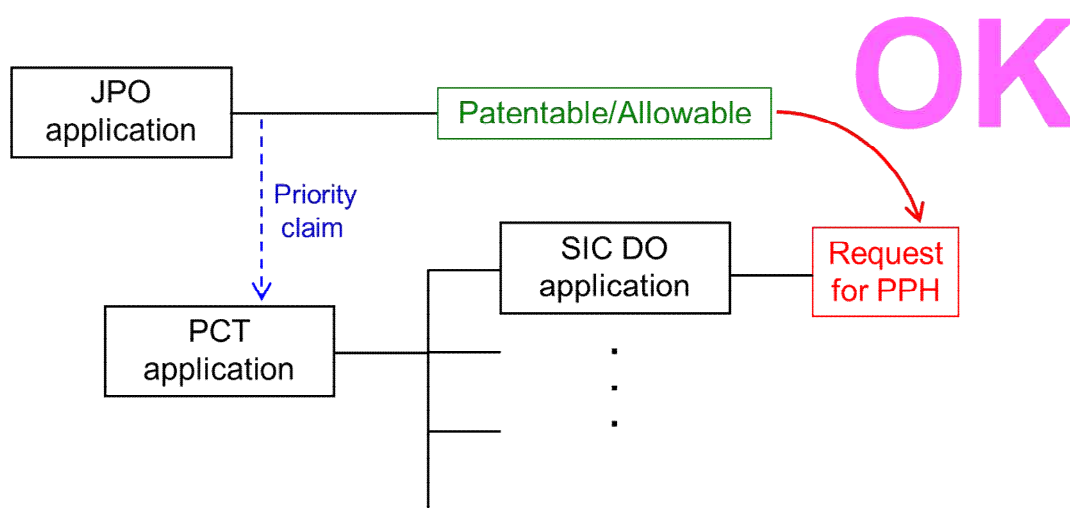 OK
JPO
application
Patentable/Allowable
Priority
claim
SIC DO
application
Request
for PPH
PCT
application